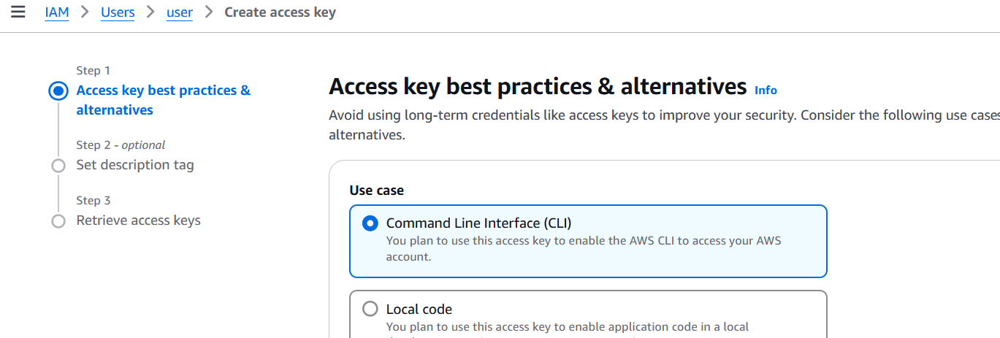 IAM > Users > user > Create access key
Step 1
Access key best practices &
alternatives
Step 2 - optional
Set description tag
Step 3
Retrieve access keys
Access key best practices & alternatives Info
Avoid using long-term credentials like access keys to improve your security. Consider the following use cases
alternatives.
Use case
Command Line Interface (CLI)
You plan to use this access key to enable the AWS CLI to access your AWS
account.
Local code
You plan to use this access key to enable application code in a local